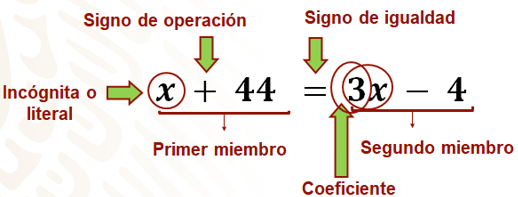 Signo de operación
Signo de igualdad
Incógnita o
literal
x + 44 = 3x − 4
Primer miembro
Segundo miembro
Coeficiente